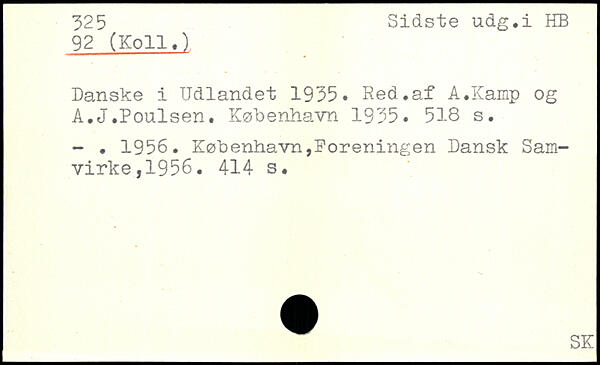 325 Sidste udg.i HB
92 (Koll.)
Danske i Udlandet 1935. Red.af A.Kamp og
A.J.Poulsen. København 1935. 518 s.
- . 1956. København,Foreningen Dansk Sam-
virke,1956. 414 s.
SK